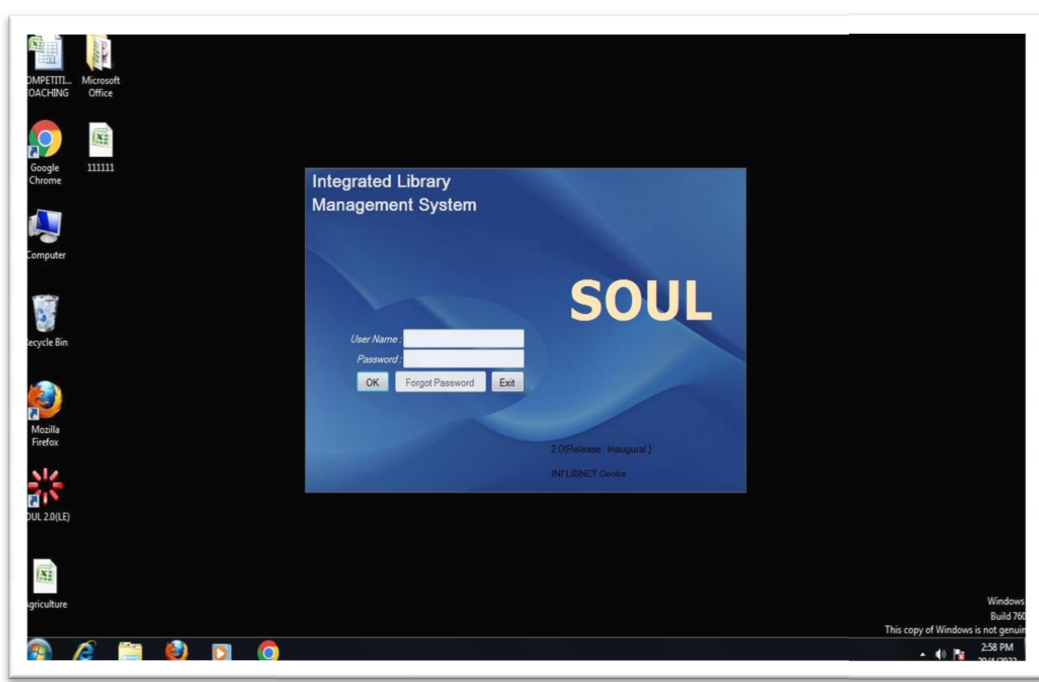 OMPETITI...
OACHING
Microsoft
Office
Google
Chrome
111111
Computer
ecycle Bin
Mozilla
Firefox
OUL 2.0(LE)
griculture
Integrated Library
Management System
SOUL
User Name :
Password :
OK
Forgot Password
Exit
2.0(Release : Inaugural )
INFLIBNET Centre
Windows
Build 760
This copy of Windows is not genuin
2:58 PM